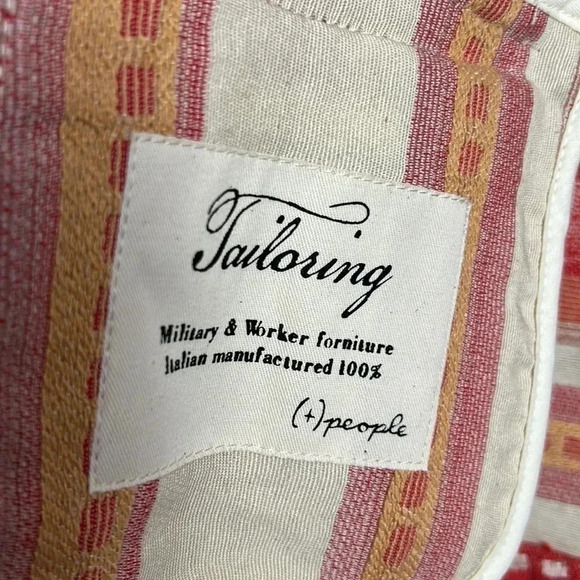 Tailoring
Military & Worker forniture
Italian manufactured 100%
(+)people